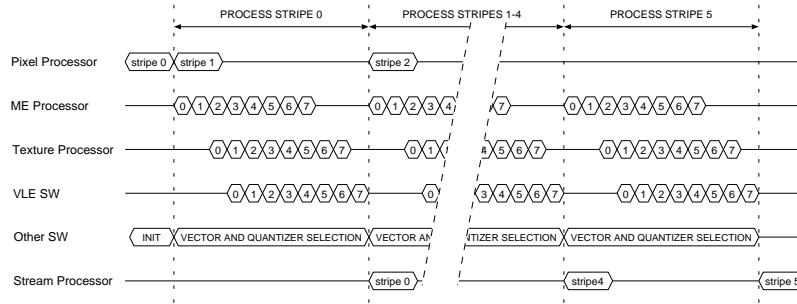 PROCESS STRIPE 0 PROCESS STRIPES 1-4 PROCESS STRIPE 5
Pixel Processor stripe 0 stripe 1 stripe 2
ME Processor 0 1 2 3 4 5 6 7 0 1 2 3 4 7 0 1 2 3 4 5 6 7
Texture Processor 0 1 2 3 4 5 6 7 0 1 4 5 6 7 0 1 2 3 4 5 6 7
VLE SW 0 1 2 3 4 5 6 7 0 3 4 5 6 7 0 1 2 3 4 5 6 7
Other SW INIT VECTOR AND QUANTIZER SELECTION VECTOR AN TIZER SELECTION VECTOR AND QUANTIZER SELECTION
Stream Processor stripe 0 stripe4 stripe 5